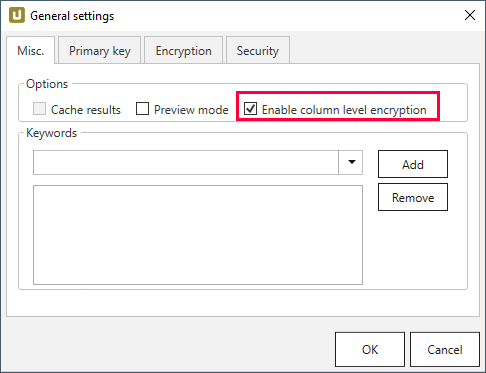 General settings
Misc.
Primary key
Encryption
Security
Options
Cache results
Preview mode
Enable column level encryption
Keywords
Add
Remove
OK
Cancel